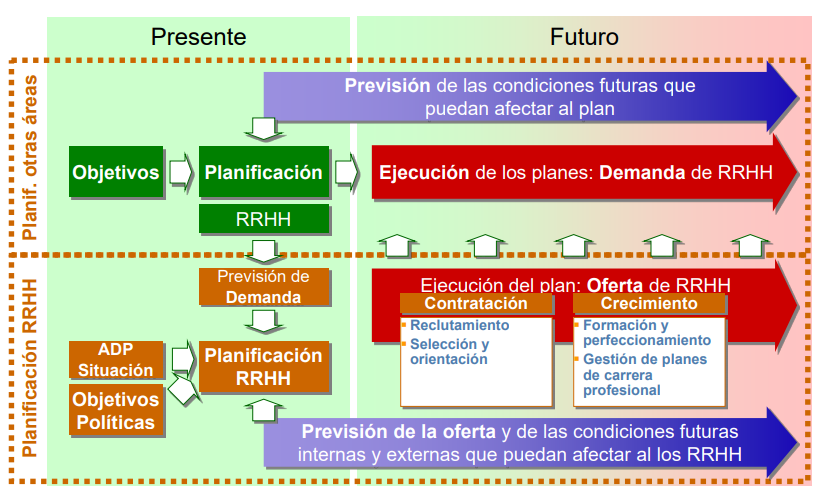 Presente
Futuro
Planif. otras áreas
Previsión de las condiciones futuras que
puedan afectar al plan
Objetivos
Planificación
Ejecución de los planes: Demanda de RRHH
RRHH
Planificación RRHH
Previsión de
Demanda
Ejecución del plan: Oferta de RRHH
Contratación
Reclutamiento
Selección y
orientación
Crecimiento
Formación y
perfeccionamiento
Gestión de planes
de carrera
profesional
ADP
Situación
Planificación
RRHH
Objetivos
Políticas
Previsión de la oferta y de las condiciones futuras
internas y externas que puedan afectar al los RRHH